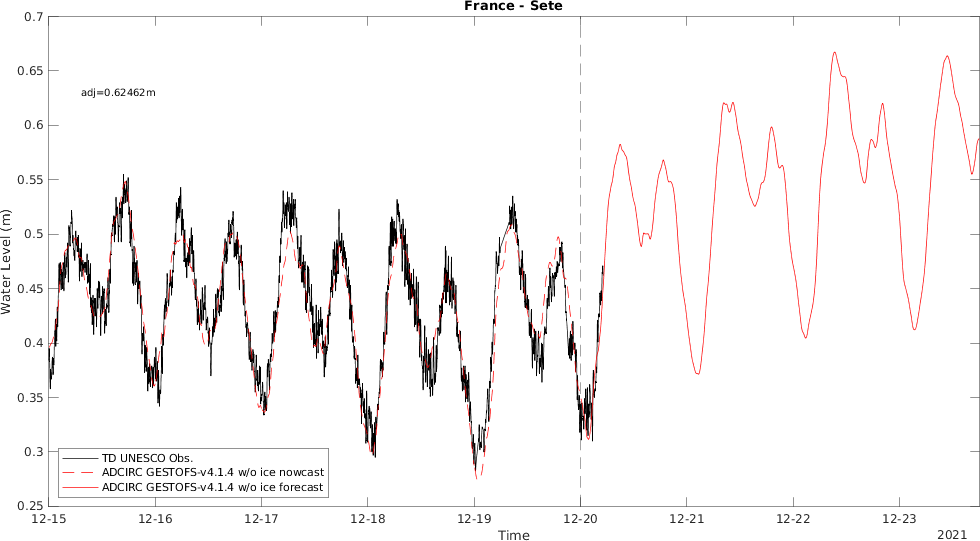 France - Sete
0.7
0.65
0.6
0.55
0.5
0.45
0.4
0.35
0.3
0.25
Water Level (m)
adj=0.62462m
TD UNESCO Obs.
ADCIRC GESTOFS-v4.1.4 w/o ice nowcast
ADCIRC GESTOFS-v4.1.4 w/o ice forecast
12-15 12-16 12-17 12-18 12-19 12-20 12-21 12-22 12-23
Time
2021